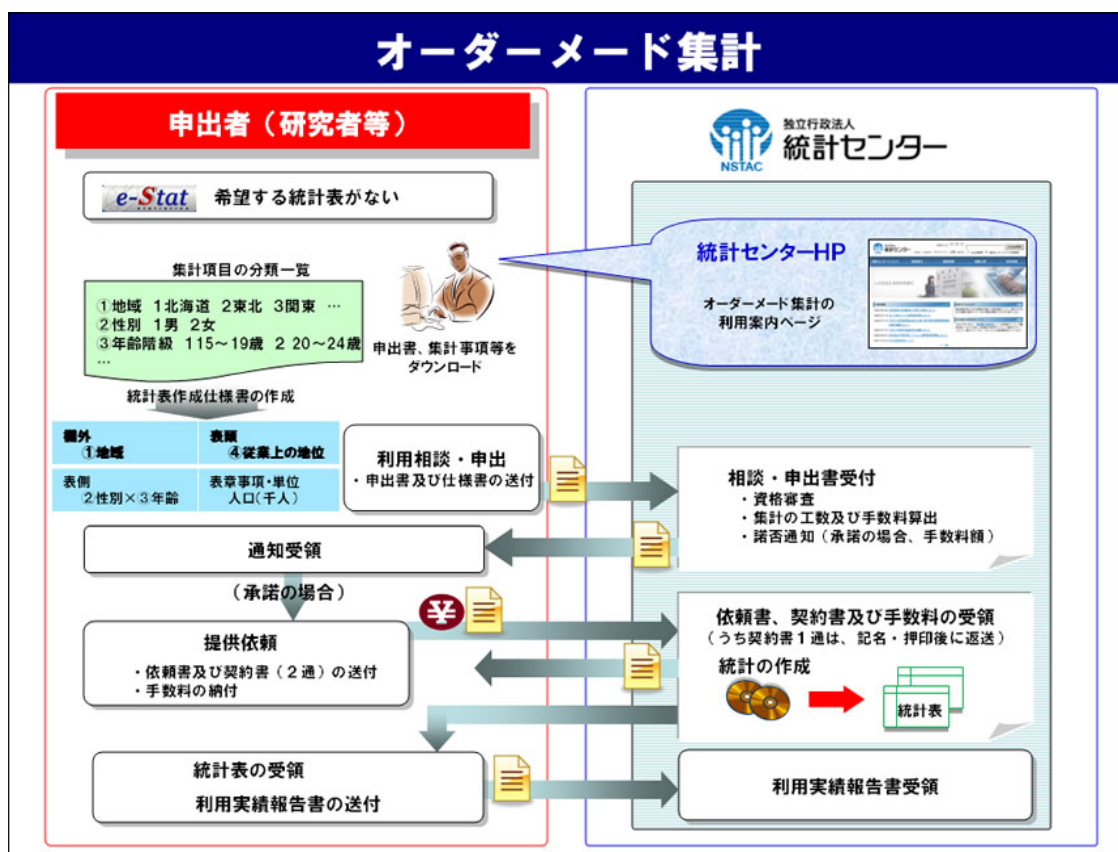 オーダーメード集計
申出者（研究者等）
e-Stat 希望する統計表がない
集計項目の分類一覧
①地域 1北海道 2東北 3関東 …
②性別 1男 2女
③年齢階級 115～19歳 2 20～24歳
…
申出書、集計事項等を
ダウンロード
統計表作成仕様書の作成
欄外
①地域
表頭
④従業上の地位
表側
②性別×③年齢
表章事項・単位
人口（千人）
利用相談・申出
・申出書及び仕様書の送付
通知受領
（承諾の場合）
提供依頼
・依頼書及び契約書（２通）の送付
・手数料の納付
¥
統計表の受領
利用実績報告書の送付
NSTAC
独立行政法人
統計センター
統計センターHP
オーダーメード集計の
利用案内ページ
相談・申出書受付
・資格審査
・集計の工数及び手数料算出
・諾否通知（承諾の場合、手数料額）
依頼書、契約書及び手数料の受領
（うち契約書１通は、記名・押印後に返送）
統計の作成
統計表
利用実績報告書受領